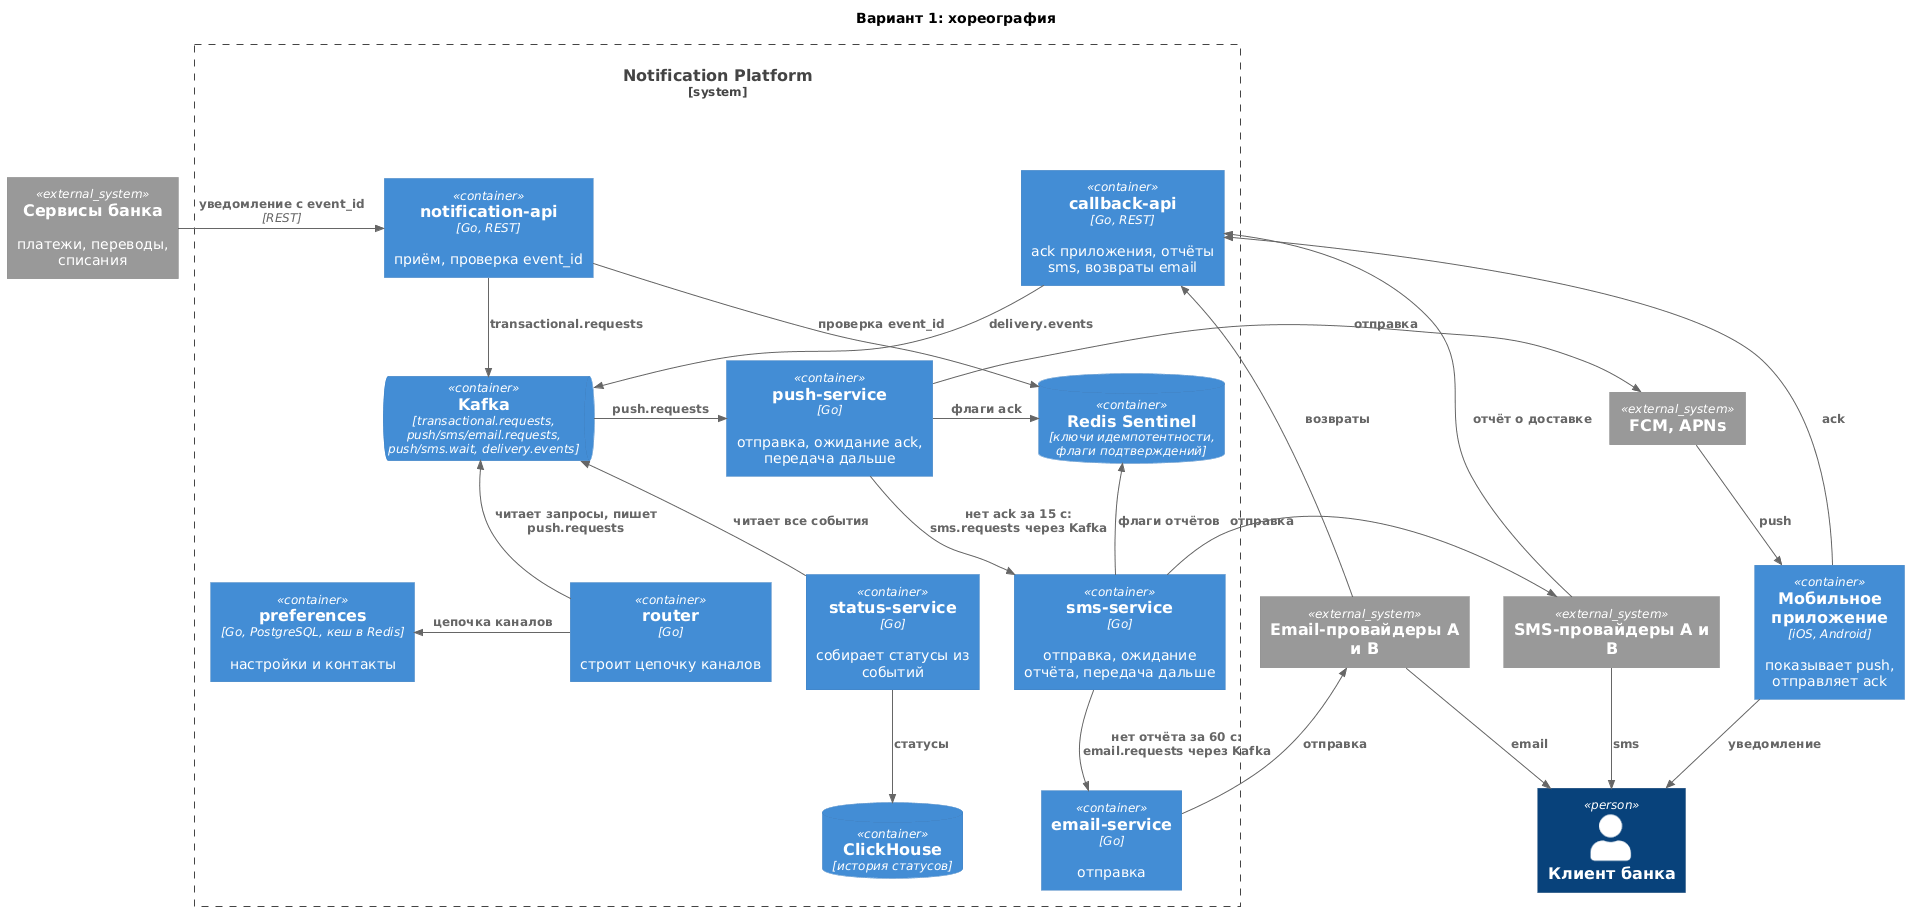 Вариант 1: хореография
Notification Platform
[system]
«external_system»
Сервисы банка
платежи, переводы,
списания
уведомление с event_id
[REST]
«container»
notification-api
[Go, REST]
приём, проверка event_id
«container»
callback-api
[Go, REST]
ack приложения, отчёты
sms, возвраты email
transactional.requests
проверка event_id
delivery.events
отправка
«container»
Kafka
[transactional.requests,
push/sms/email.requests,
push/sms.wait, delivery.events]
push.requests
«container»
push-service
[Go]
отправка, ожидание ack,
передача дальше
флаги ack
«container»
Redis Sentinel
[ключи идемпотентности,
флаги подтверждений]
возвраты
отчёт о доставке
«external_system»
FCM, APNs
ack
читает запросы, пишет
push.requests
читает все события
нет ack за 15 с:
sms.requests через Kafka
флаги отчётов
отправка
push
«container»
preferences
[Go, PostgreSQL, кеш в Redis]
настройки и контакты
цепочка каналов
«container»
router
[Go]
строит цепочку каналов
«container»
status-service
[Go]
собирает статусы из
событий
«container»
sms-service
[Go]
отправка, ожидание
отчёта, передача дальше
«external_system»
Email-провайдеры A
и B
«external_system»
SMS-провайдеры A и
B
«container»
Мобильное
приложение
[iOS, Android]
показывает push,
отправляет ack
статусы
нет отчёта за 60 с:
email.requests через Kafka
отправка
email
sms
уведомление
«container»
ClickHouse
[история статусов]
«container»
email-service
[Go]
отправка
«person»
Клиент банка